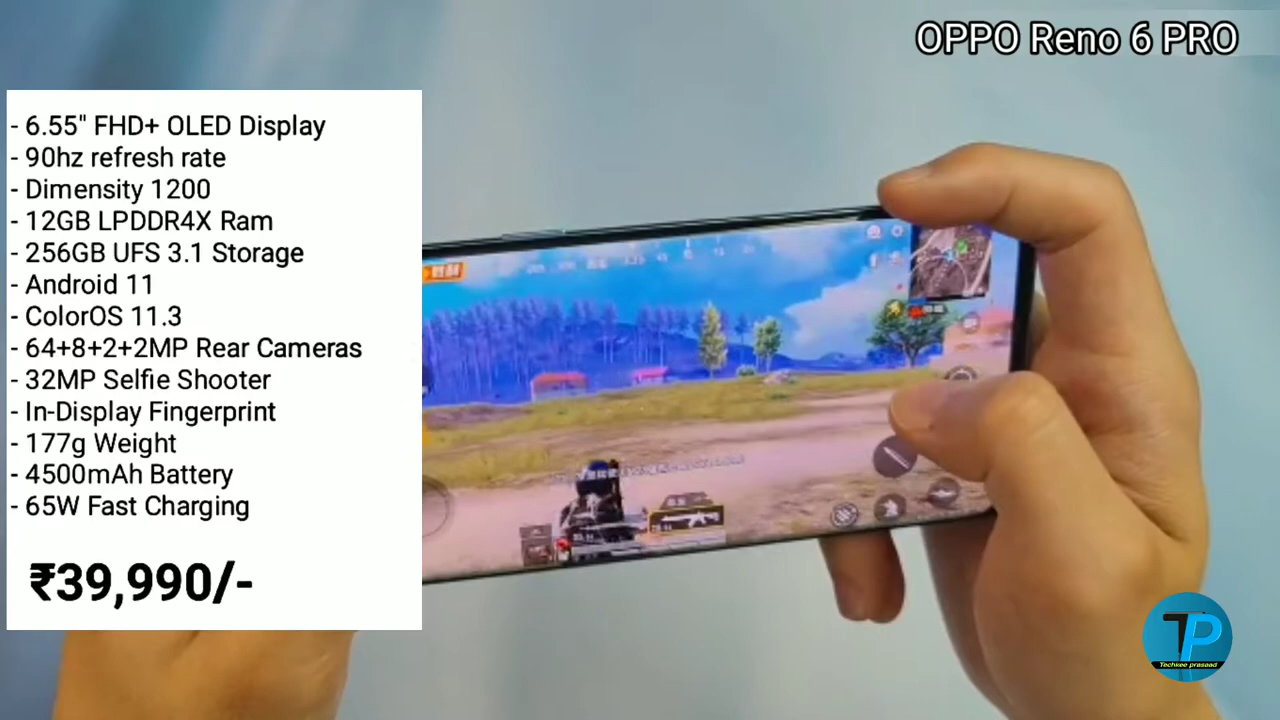 OPPO Reno 6 PRO
- 6.55" FHD+ OLED Display
- 90hz refresh rate
- Dimensity 1200
- 12GB LPDDR4X Ram
- 256GB UFS 3.1 Storage
- Android 11
- ColorOS 11.3
- 64+8+2+2MP Rear Cameras
- 32MP Selfie Shooter
- In-Display Fingerprint
- 177g Weight
- 4500mAh Battery
- 65W Fast Charging
₹39,990/-
TP
Techkee prasaad